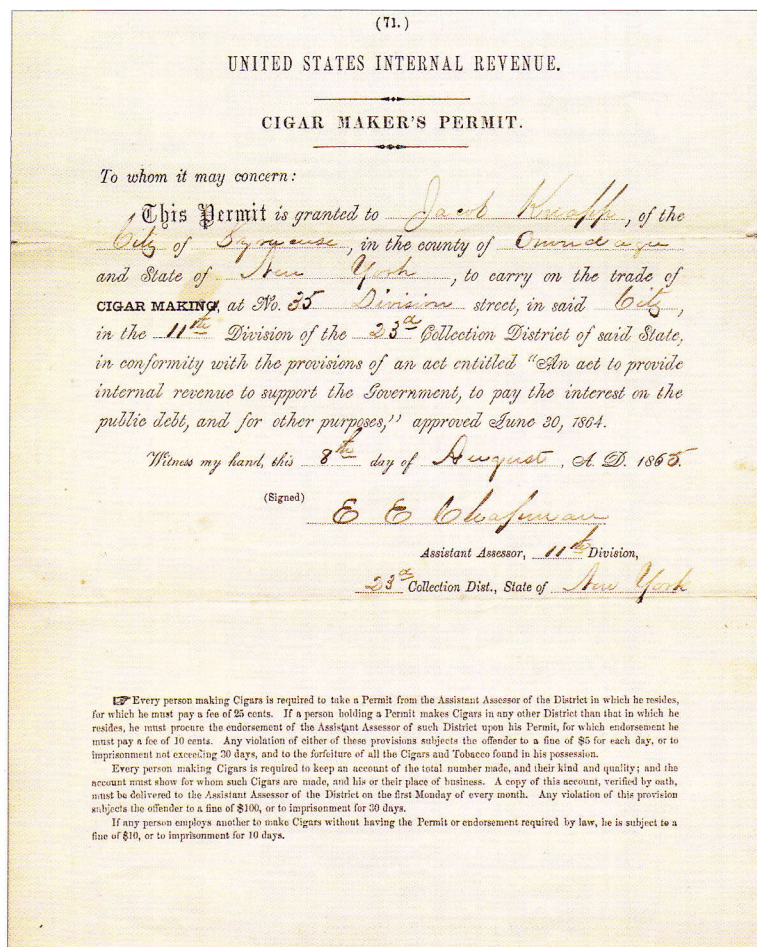 (71.)
UNITED STATES INTERNAL REVENUE.
CIGAR MAKER'S PERMIT.
To whom it may concern:
This Permit is granted to Jacob Knapp, of the
City of Syracuse, in the county of Onondaga
and State of New York, to carry on the trade of
CIGAR MAKING, at No. 35 Division street, in said City,
in the 11th Division of the 23d Collection District of said State,
in conformity with the provisions of an act entitled "An act to provide
internal revenue to support the Government, to pay the interest on the
public debt, and for other purposes," approved June 30, 1864.
Witness my hand, this 8th day of August, A. D. 1865.
(Signed)
E E Chapman
Assistant Assessor, 11th Division,
23d Collection Dist., State of New York
☞ Every person making Cigars is required to take a Permit from the Assistant Assessor of the District in which he resides,
for which he must pay a fee of 25 cents. If a person holding a Permit makes Cigars in any other District than that in which he
resides, he must procure the endorsement of the Assistant Assessor of such District upon his Permit, for which endorsement he
must pay a fee of 10 cents. Any violation of either of these provisions subjects the offender to a fine of $5 for each day, or to
imprisonment not exceeding 30 days, and to the forfeiture of all the Cigars and Tobacco found in his possession.
Every person making Cigars is required to keep an account of the total number made, and their kind and quality; and the
account must show for whom such Cigars are made, and his or their place of business. A copy of this account, verified by oath,
must be delivered to the Assistant Assessor of the District on the first Monday of every month. Any violation of this provision
subjects the offender to a fine of $100, or to imprisonment for 30 days.
If any person employs another to make Cigars without having the Permit or endorsement required by law, he is subject to a
fine of $10, or to imprisonment for 10 days.